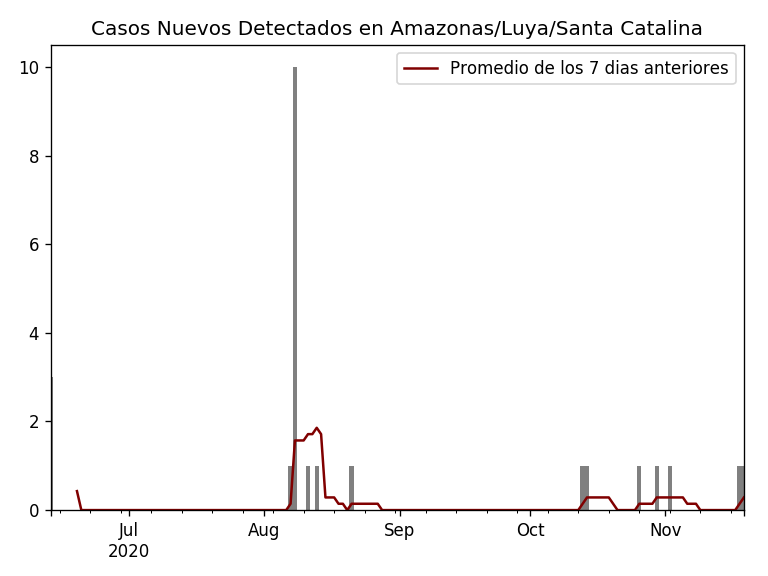 Casos Nuevos Detectados en Amazonas/Luya/Santa Catalina
Promedio de los 7 dias anteriores
10
8
6
4
2
0
Jul
2020
Aug
Sep
Oct
Nov